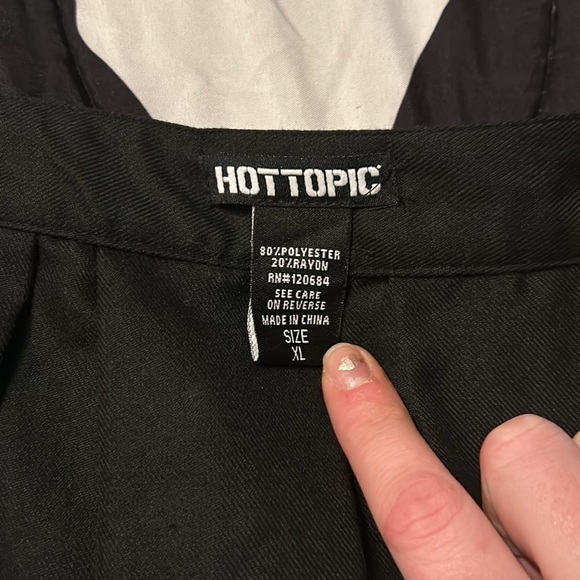 HOTTOPIC
80%POLYESTER
20%RAYON
RN#120684
SEE CARE
ON REVERSE
MADE IN CHINA
SIZE
XL